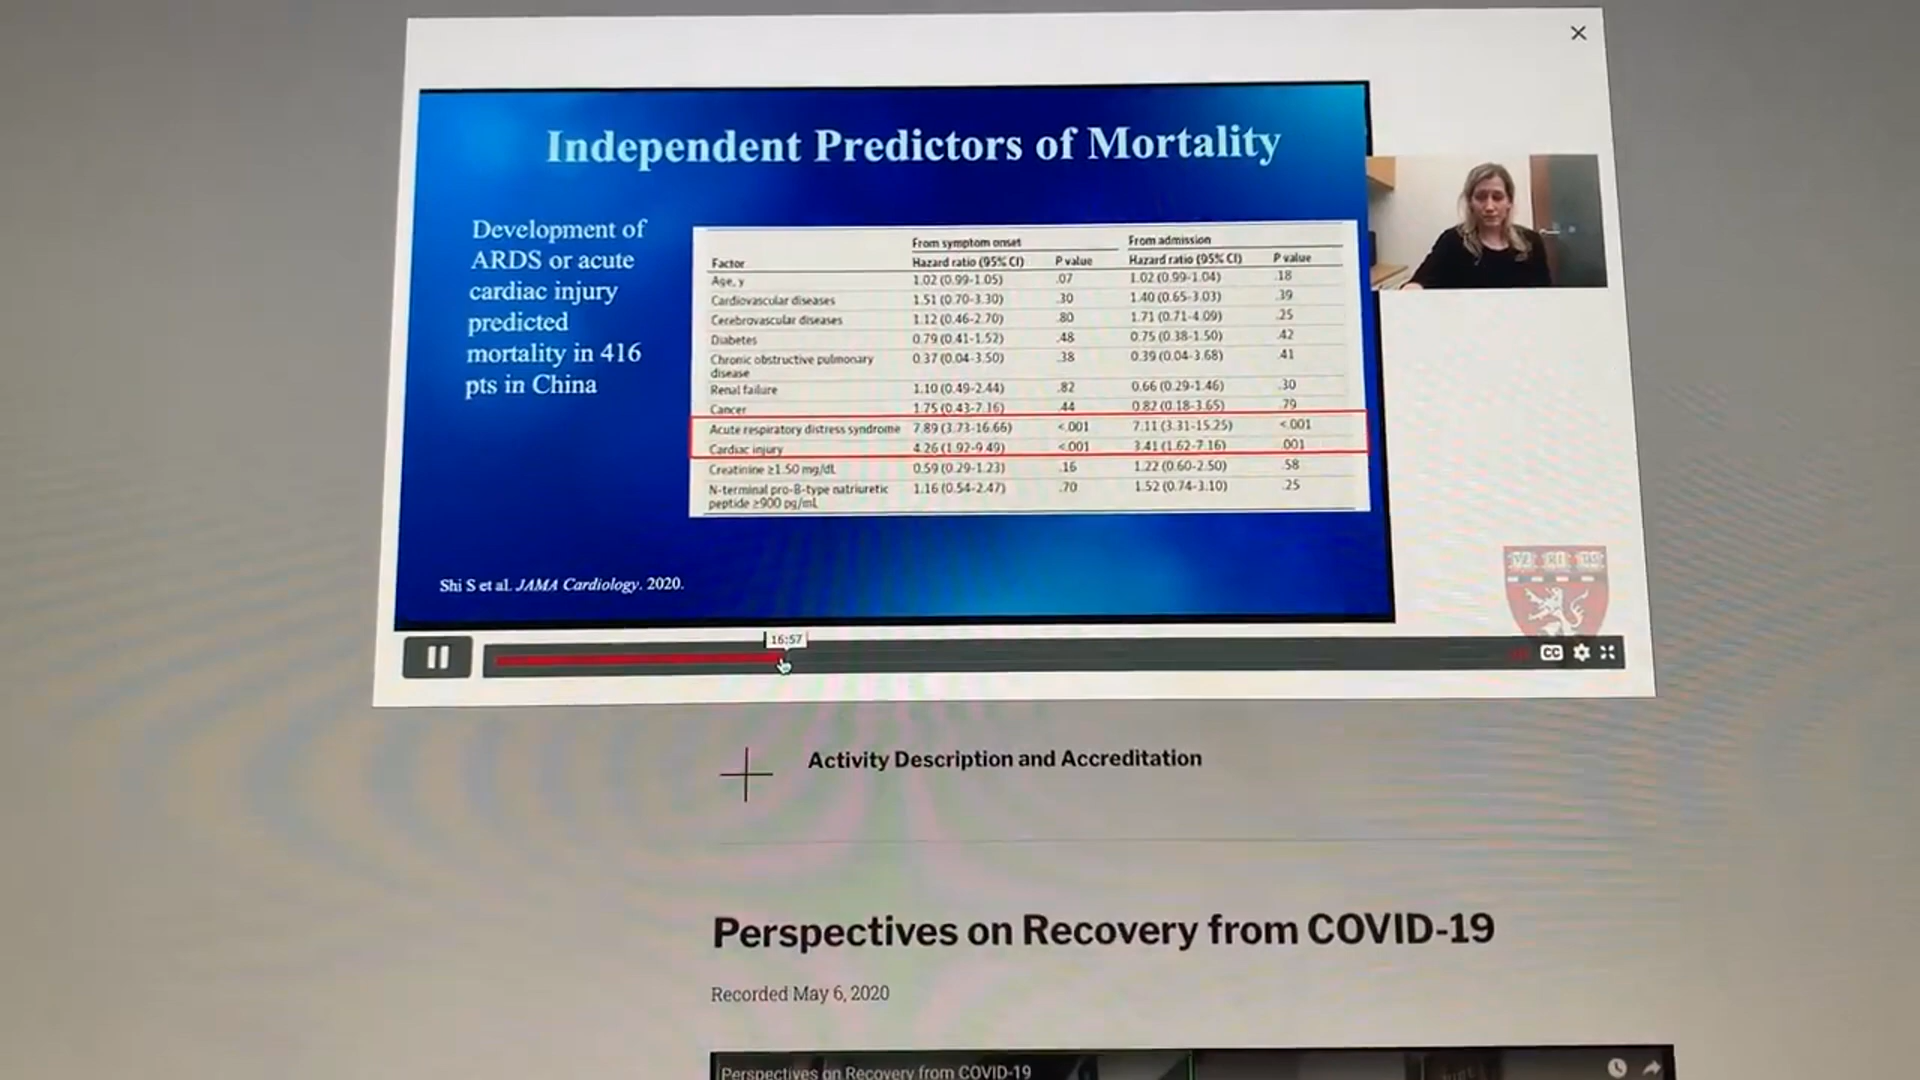 Independent Predictors of Mortality
Development of
ARDS or acute
cardiac injury
predicted
mortality in 416
pts in China
From symptom onset From admission
Factor Hazard ratio (95% CI) P value Hazard ratio (95% CI) P value
Age, y 1.02 (0.99-1.05) .07 1.02 (0.99-1.04) .18
Cardiovascular diseases 1.51 (0.70-3.30) .30 1.40 (0.65-3.03) .39
Cerebrovascular diseases 1.12 (0.46-2.70) .80 1.71 (0.71-4.09) .25
Diabetes 0.79 (0.41-1.52) .48 0.75 (0.38-1.50) .42
Chronic obstructive pulmonary 0.37 (0.04-3.50) .38 0.39 (0.04-3.68) .41
disease
Renal failure 1.10 (0.49-2.44) .82 0.66 (0.29-1.46) .30
Cancer 1.75 (0.43-7.16) .44 0.82 (0.18-3.65) .79
Acute respiratory distress syndrome 7.89 (3.73-16.66) <.001 7.11 (3.31-15.25) <.001
Cardiac injury 4.26 (1.92-9.49) <.001 3.41 (1.62-7.16) .001
Creatinine ≥1.50 mg/dL 0.59 (0.29-1.23) .16 1.22 (0.60-2.50) .58
N-terminal pro-B-type natriuretic 1.16 (0.54-2.47) .70 1.52 (0.74-3.10) .25
peptide ≥900 pg/mL
Shi S et al. JAMA Cardiology. 2020.
VE RI TAS
16:57
CC
Activity Description and Accreditation
Perspectives on Recovery from COVID-19
Recorded May 6, 2020
Perspectives on Recovery from COVID-19